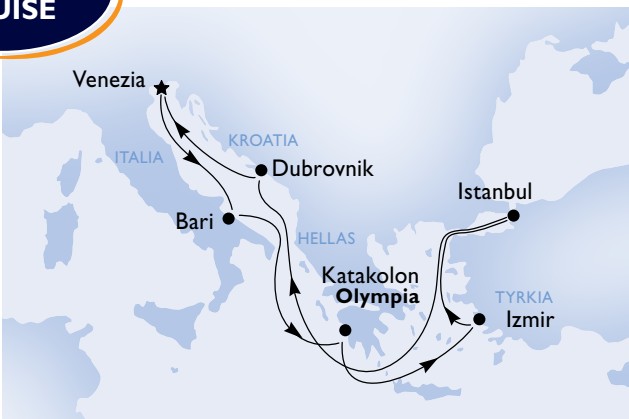 UISE
Venezia
KROATIA
ITALIA
Dubrovnik
Istanbul
Bari
HELLAS
Katakolon
Olympia
TYRKIA
Izmir